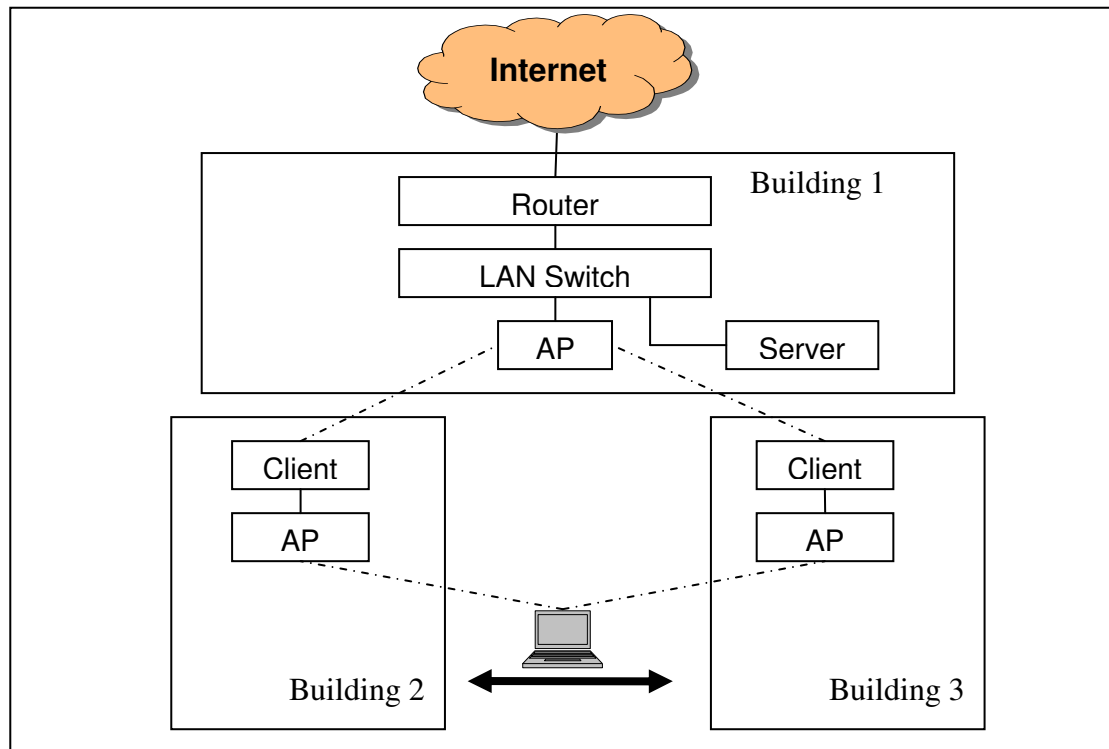 Internet
Building 1
Router
LAN Switch
AP
Server
Client
AP
Building 2
Client
AP
Building 3